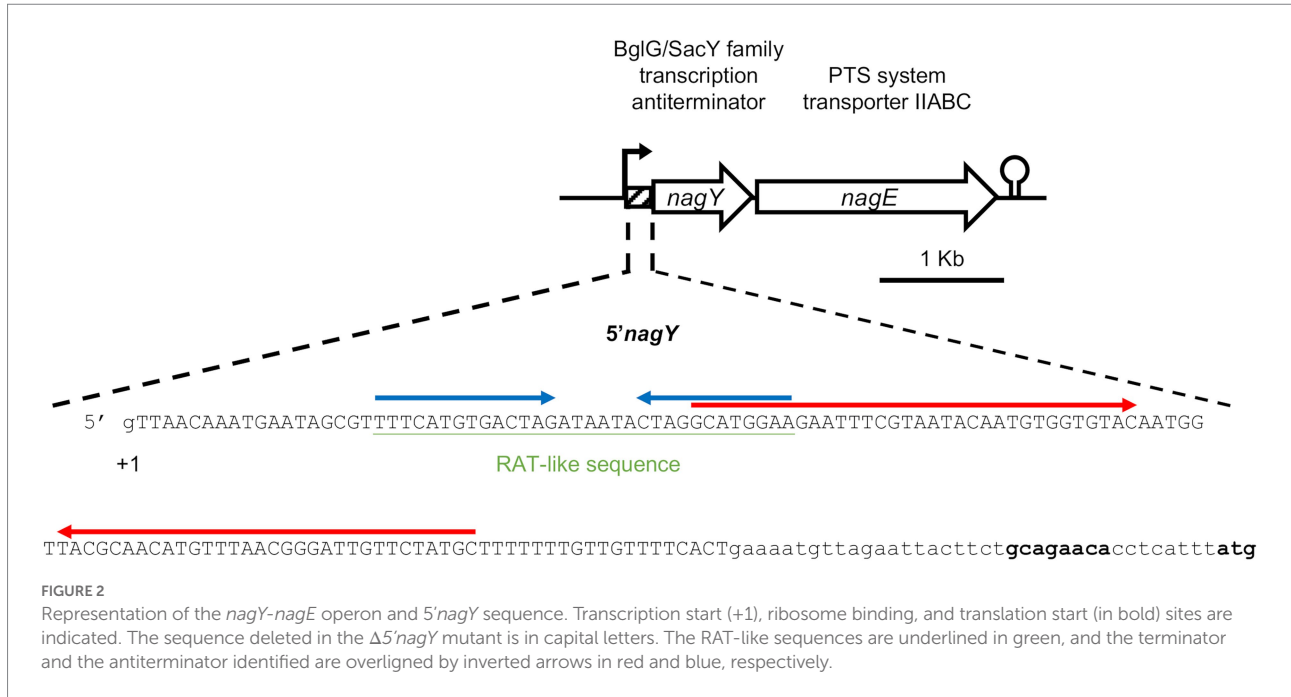 BglG/SacY family
transcription
antiterminator
PTS system
transporter IIABC
nagY
nagE
1 Kb
5'nagY
5' gTTAACAAATGAATAGCGTTTTCATGTGACTAGATAATACTAGGCATGGAAGAATTTCGTAATACAATGTGGTGTACAATGG
+1
RAT-like sequence
TTACGCAACATGTTTAACGGGATTGTTCTATGCTTTTTTTGTTGTTTTCACTgaaaatgttagaattacttctgcagaacacctcatttatg
FIGURE 2
Representation of the nagY-nagE operon and 5'nagY sequence. Transcription start (+1), ribosome binding, and translation start (in bold) sites are
indicated. The sequence deleted in the Δ5'nagY mutant is in capital letters. The RAT-like sequences are underlined in green, and the terminator
and the antiterminator identified are overligned by inverted arrows in red and blue, respectively.